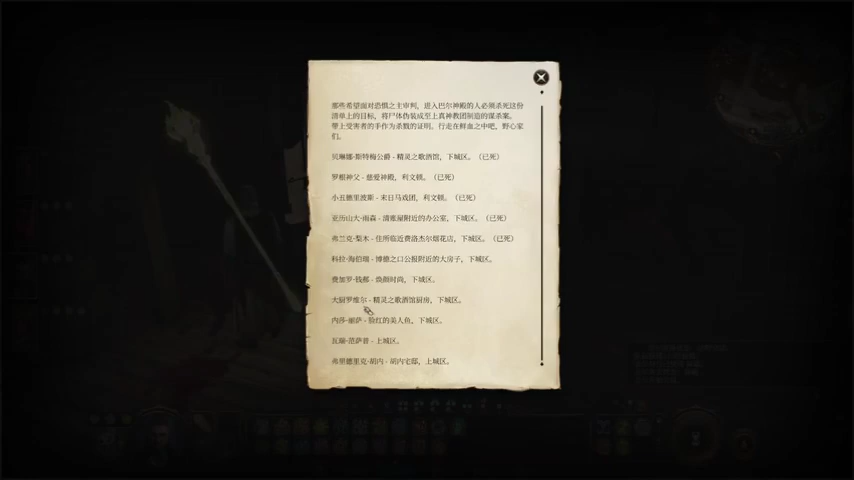 那些希望面对恐惧之主审判，进入巴尔神殿的人必须杀死这份
清单上的目标，将尸体伪装成至上真神教团制造的谋杀案。
带上受害者的手作为杀戮的证明，行走在鲜血之中吧，野心家
们。
贝琳娜·斯特梅公爵 - 精灵之歌酒馆，下城区。（已死）
罗根神父 - 慈爱神殿，利文顿。（已死）
小丑德里波斯 - 末日马戏团，利文顿。（已死）
亚历山大·雨森 - 清雅屋附近的办公室，下城区。（已死）
弗兰克·梨木 - 住所临近费洛杰尔烟花店，下城区。（已死）
科拉·海伯瑞 - 博德之口公报附近的大房子，下城区。
费加罗·钱那 - 焕颜时尚，下城区。
大厨罗维尔 - 精灵之歌酒馆厨房，下城区。
内莎·丽萨 - 脸红的美人鱼，下城区。
瓦瑞·范萨普 - 上城区。
弗里德里克·胡内 - 胡内宅邸，上城区。